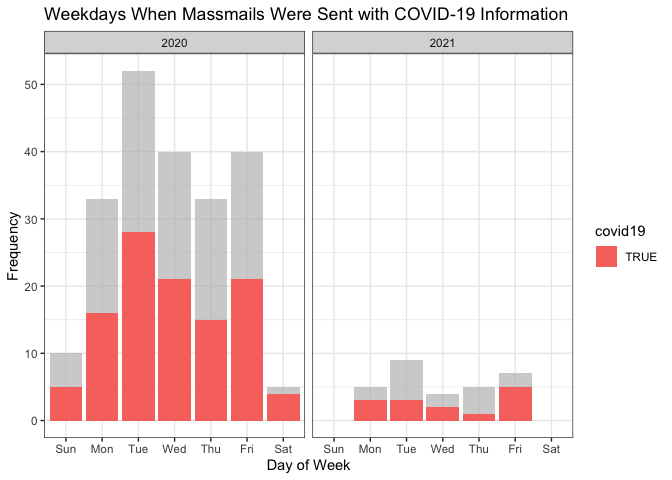 Weekdays When Massmails Were Sent with COVID-19 Information
2020 2021
50
40
30
20
10
0
Frequency
Sun Mon Tue Wed Thu Fri Sat Sun Mon Tue Wed Thu Fri Sat
Day of Week
covid19
TRUE